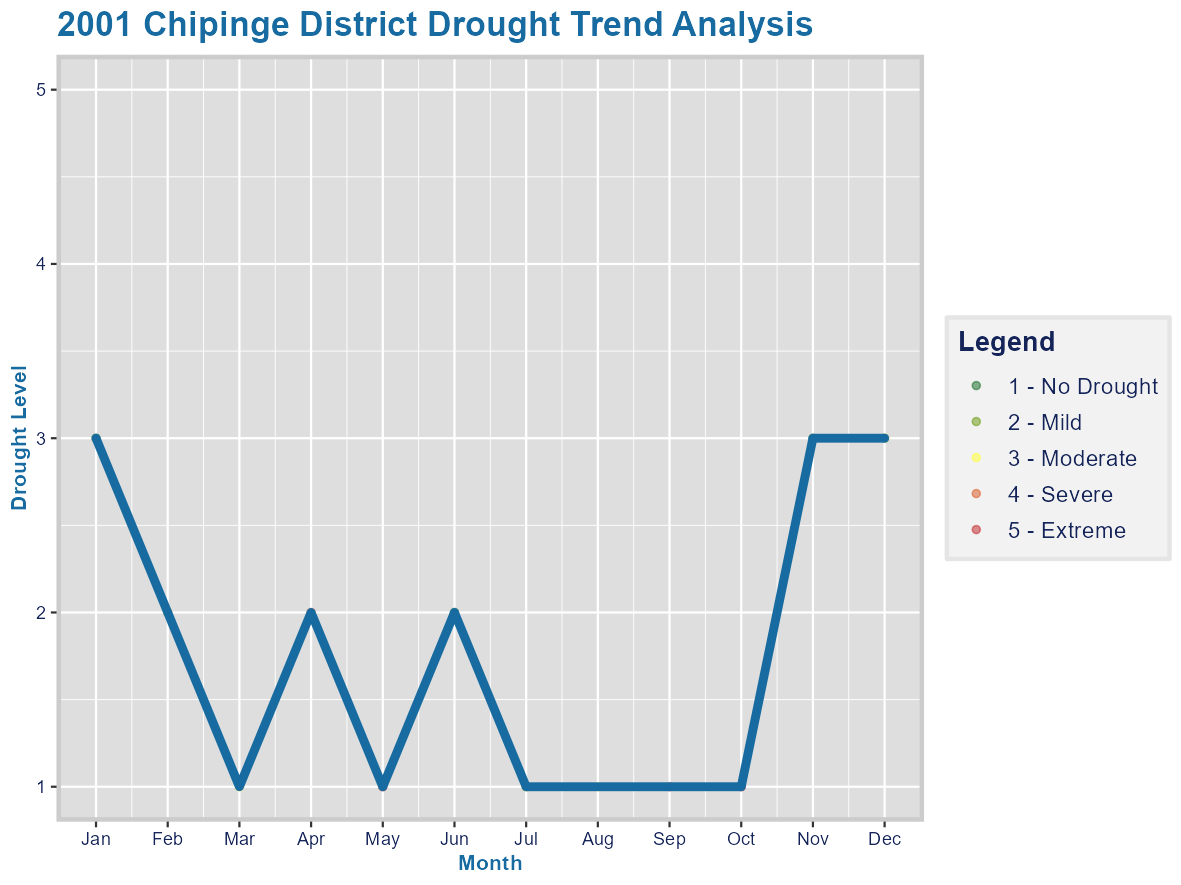 2001 Chipinge District Drought Trend Analysis
Drought Level
5
4
3
2
1
Jan Feb Mar Apr May Jun Jul Aug Sep Oct Nov Dec
Month
Legend
1 - No Drought
2 - Mild
3 - Moderate
4 - Severe
5 - Extreme